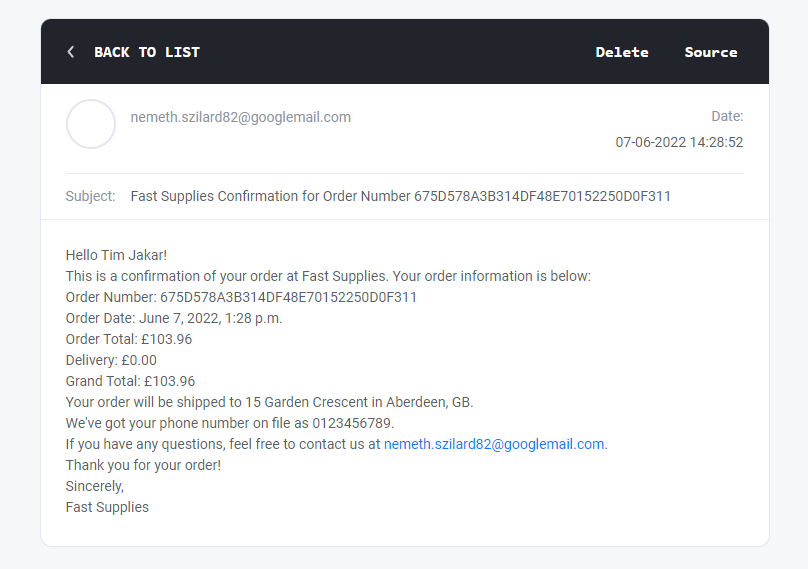 BACK TO LIST
Delete
Source
nemeth.szilard82@googlemail.com
Date:
07-06-2022 14:28:52
Subject: Fast Supplies Confirmation for Order Number 675D578A3B314DF48E70152250D0F311
Hello Tim Jakar!
This is a confirmation of your order at Fast Supplies. Your order information is below:
Order Number: 675D578A3B314DF48E70152250D0F311
Order Date: June 7, 2022, 1:28 p.m.
Order Total: £103.96
Delivery: £0.00
Grand Total: £103.96
Your order will be shipped to 15 Garden Crescent in Aberdeen, GB.
We've got your phone number on file as 0123456789.
If you have any questions, feel free to contact us at nemeth.szilard82@googlemail.com.
Thank you for your order!
Sincerely,
Fast Supplies